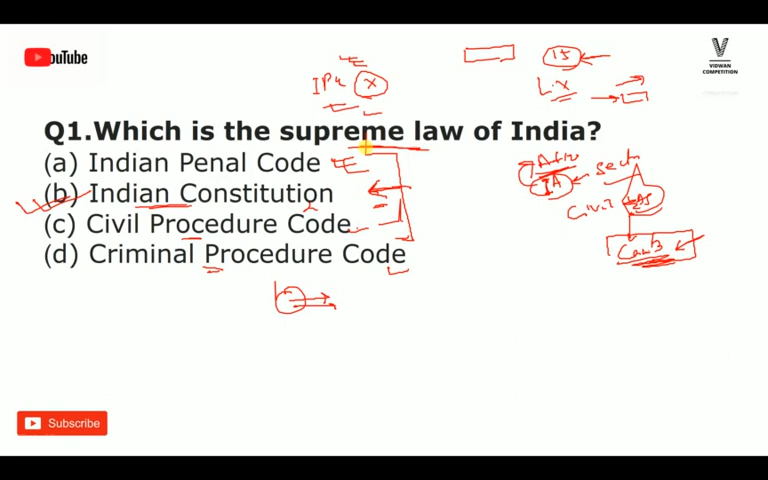 YouTube
VIDWAN
COMPETITION
15
Q1.Which is the supreme law of India?
(a) Indian Penal Code
(b) Indian Constitution
(c) Civil Procedure Code
(d) Criminal Procedure Code
Subscribe